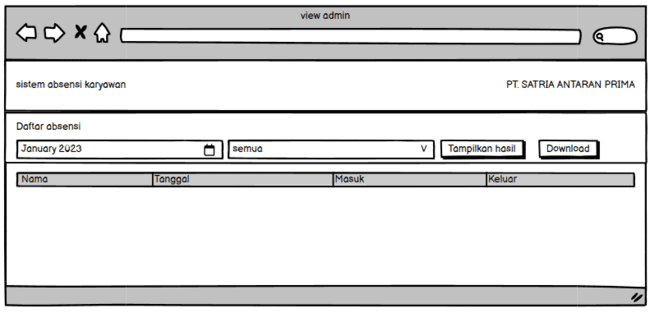 view admin
sistem absensi karyawan PT. SATRIA ANTARAN PRIMA
Daftar absensi
January 2023 semua V Tampilkan hasil Download
Nama Tanggal Masuk Keluar